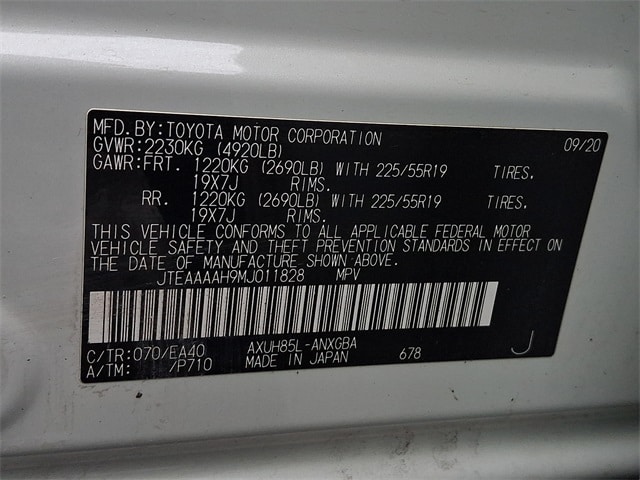 MFD.BY:TOYOTA MOTOR CORPORATION 09/20
GVWR:2230KG (4920LB)
GAWR:FRT. 1220KG (2690LB) WITH 225/55R19 TIRES.
19X7J RIMS.
RR. 1220KG (2690LB) WITH 225/55R19 TIRES.
19X7J RIMS.
THIS VEHICLE CONFORMS TO ALL APPLICABLE FEDERAL MOTOR
VEHICLE SAFETY AND THEFT PREVENTION STANDARDS IN EFFECT ON
THE DATE OF MANUFACTURE SHOWN ABOVE.
JTEAAAAH9MJ011828 MPV
C/TR:070/EA40 AXUH85L-ANXGBA
A/TM: /P710 MADE IN JAPAN 678 J